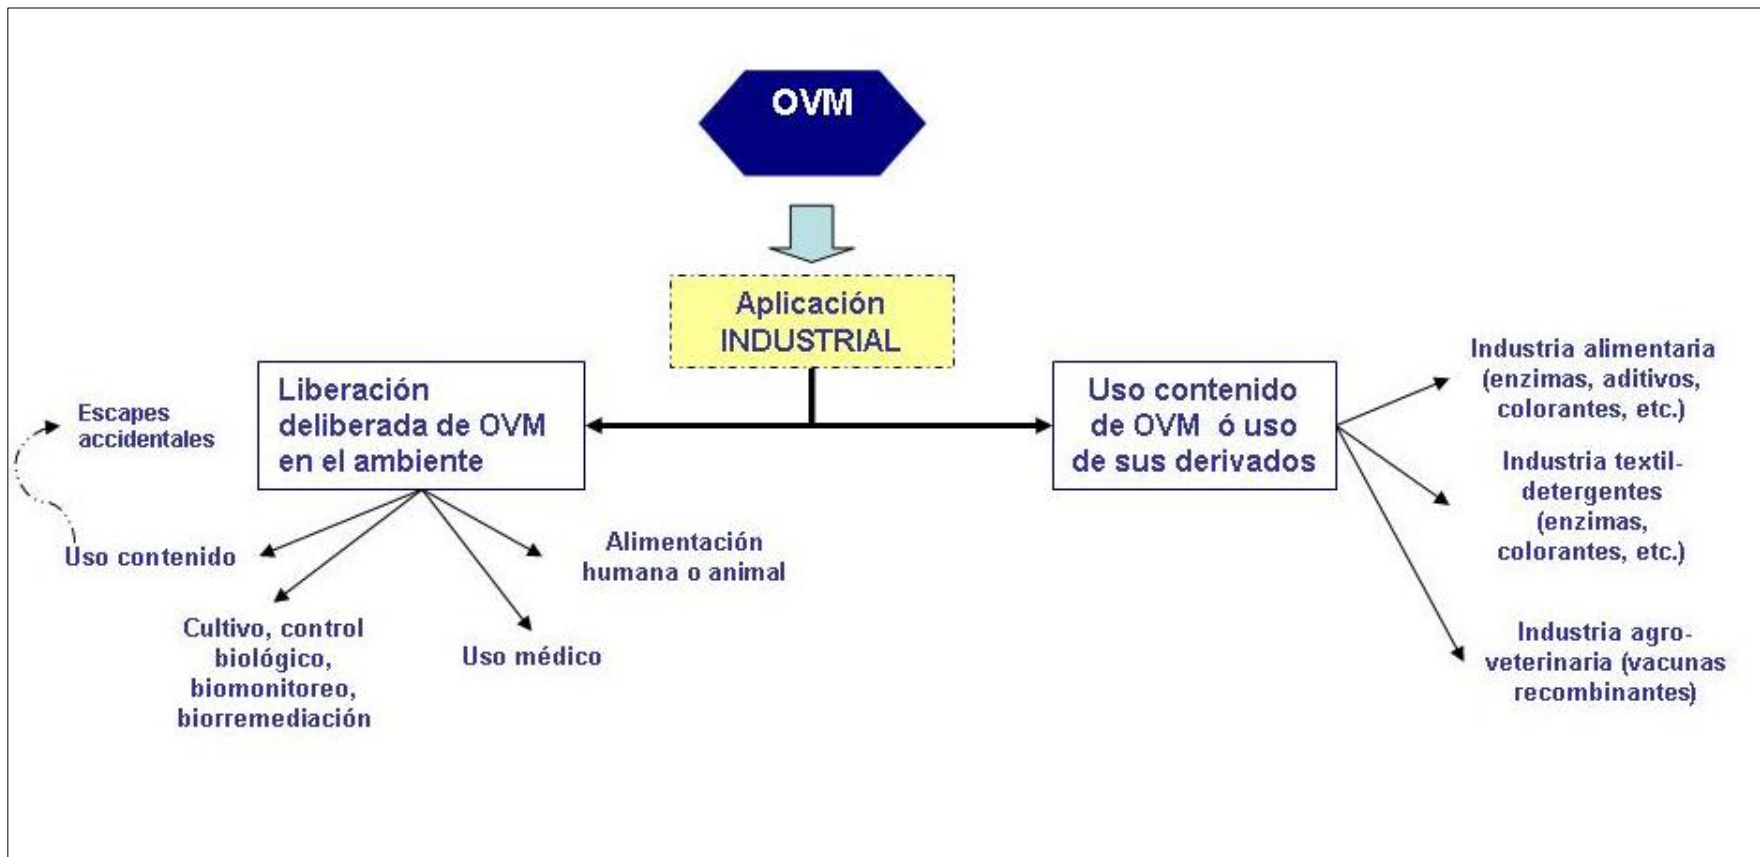 OVM
Aplicación
INDUSTRIAL
Liberación
deliberada de OVM
en el ambiente
Escapes
accidentales
Uso contenido
Cultivo, control
biológico,
biomonitoreo,
biorremediación
Uso médico
Alimentación
humana o animal
Uso contenido
de OVM ó uso
de sus derivados
Industria alimentaria
(enzimas, aditivos,
colorantes, etc.)
Industria textil-
detergentes
(enzimas,
colorantes, etc.)
Industria agro-
veterinaria (vacunas
recombinantes)